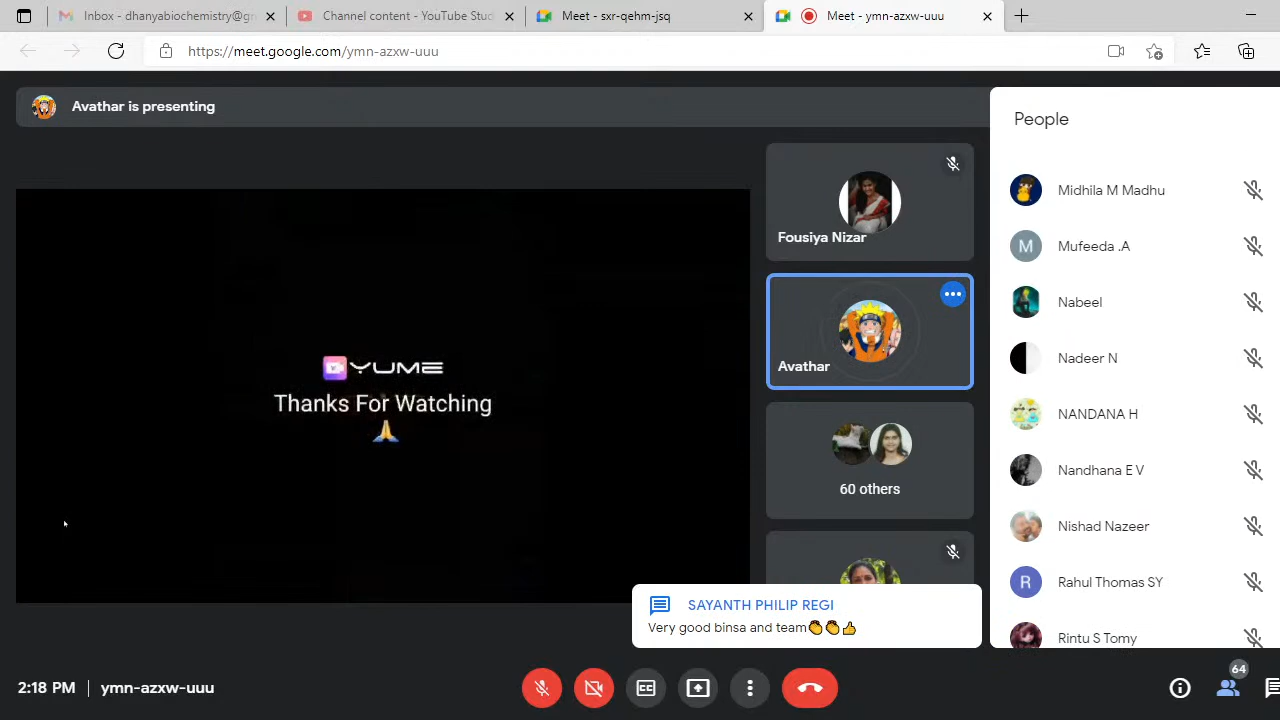 Inbox - dhanyabiochemistry@gm
Channel content - YouTube Stud
Meet - sxr-qehm-jsq
Meet - ymn-azxw-uuu
https://meet.google.com/ymn-azxw-uuu
Avathar is presenting
People
Fousiya Nizar
Avathar
60 others
YUME
Thanks For Watching
🙏
Midhila M Madhu
M
Mufeeda .A
Nabeel
Nadeer N
NANDANA H
Nandhana E V
Nishad Nazeer
R
Rahul Thomas SY
Rintu S Tomy
SAYANTH PHILIP REGI
Very good binsa and team👏👏👍
2:18 PM | ymn-azxw-uuu
CC
64